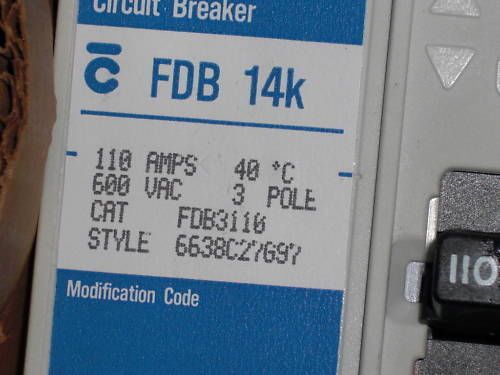 Circuit Breaker
FDB 14k
110 AMPS 40 °C
600 VAC 3 POLE
CAT FDB3110
STYLE 6638C27G97
Modification Code
110